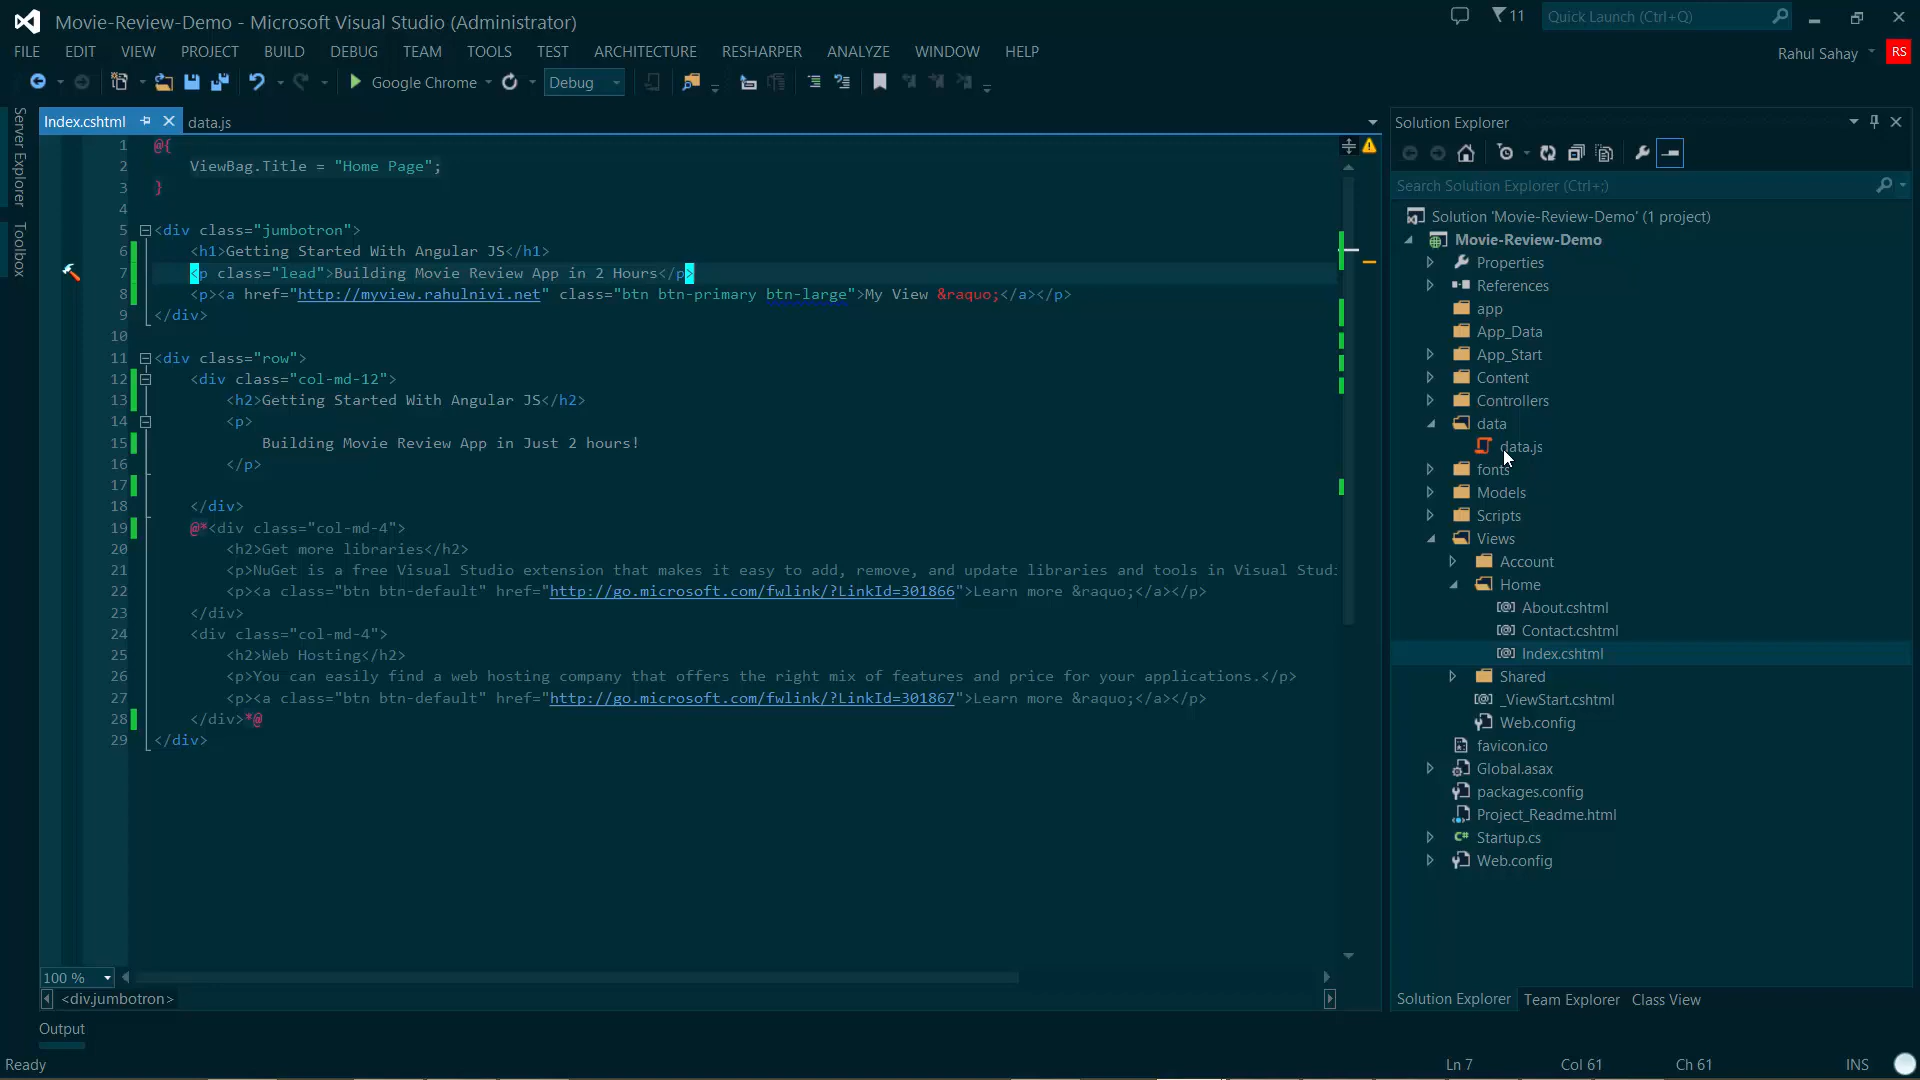 Movie-Review-Demo - Microsoft Visual Studio (Administrator)
11
Quick Launch (Ctrl+Q)
FILE EDIT VIEW PROJECT BUILD DEBUG TEAM TOOLS TEST ARCHITECTURE RESHARPER ANALYZE WINDOW HELP
Rahul Sahay
RS
Google Chrome
Debug
Server Explorer
Toolbox
Index.cshtml
data.js
1 @{
2 ViewBag.Title = "Home Page";
3 }
4
5 <div class="jumbotron">
6 <h1>Getting Started With Angular JS</h1>
7 <p class="lead">Building Movie Review App in 2 Hours</p>
8 <p><a href="http://myview.rahulnivi.net" class="btn btn-primary btn-large">My View &raquo;</a></p>
9 </div>
10
11 <div class="row">
12 <div class="col-md-12">
13 <h2>Getting Started With Angular JS</h2>
14 <p>
15 Building Movie Review App in Just 2 hours!
16 </p>
17
18 </div>
19 @*<div class="col-md-4">
20 <h2>Get more libraries</h2>
21 <p>NuGet is a free Visual Studio extension that makes it easy to add, remove, and update libraries and tools in Visual Studi
22 <p><a class="btn btn-default" href="http://go.microsoft.com/fwlink/?LinkId=301866">Learn more &raquo;</a></p>
23 </div>
24 <div class="col-md-4">
25 <h2>Web Hosting</h2>
26 <p>You can easily find a web hosting company that offers the right mix of features and price for your applications.</p>
27 <p><a class="btn btn-default" href="http://go.microsoft.com/fwlink/?LinkId=301867">Learn more &raquo;</a></p>
28 </div>*@
29 </div>
100 %
<div.jumbotron>
Output
Ready
Ln 7 Col 61 Ch 61 INS
Solution Explorer
Search Solution Explorer (Ctrl+;)
Solution 'Movie-Review-Demo' (1 project)
Movie-Review-Demo
Properties
References
app
App_Data
App_Start
Content
Controllers
data
data.js
fonts
Models
Scripts
Views
Account
Home
About.cshtml
Contact.cshtml
Index.cshtml
Shared
_ViewStart.cshtml
Web.config
favicon.ico
Global.asax
packages.config
Project_Readme.html
C# Startup.cs
Web.config
Solution Explorer Team Explorer Class View